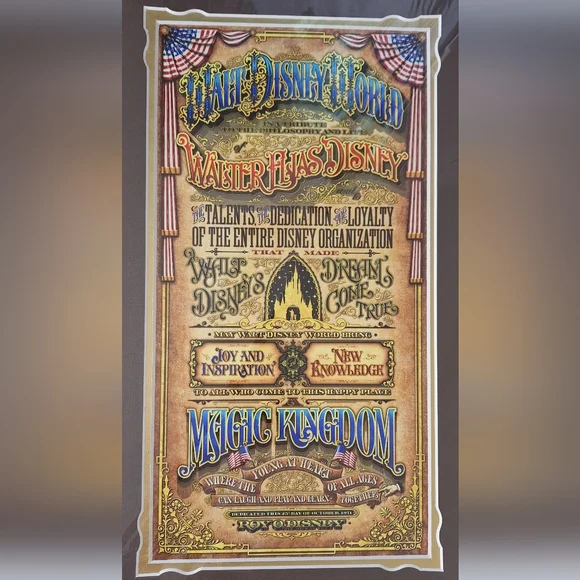 WALT DISNEY WORLD
IS A TRIBUTE
TO THE PHILOSOPHY AND LIFE
of
WALTER ELIAS DISNEY
and to
THE TALENTS THE DEDICATION AND THE LOYALTY
OF THE ENTIRE DISNEY ORGANIZATION
THAT MADE
WALT DISNEY'S DREAM COME TRUE
MAY WALT DISNEY WORLD BRING
JOY AND INSPIRATION AND NEW KNOWLEDGE
TO ALL WHO COME TO THIS HAPPY PLACE
A
MAGIC KINGDOM
WHERE THE YOUNG AT HEART OF ALL AGES
CAN LAUGH AND PLAY AND LEARN · TOGETHER
DEDICATED THIS 25TH DAY OF OCTOBER, 1971
ROY O. DISNEY